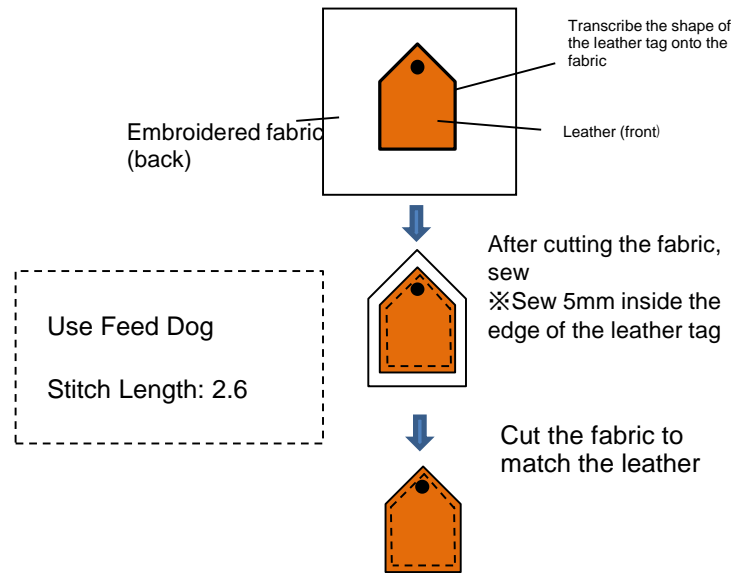 Transcribe the shape of
the leather tag onto the
fabric
Embroidered fabric
(back)
Leather (front)
After cutting the fabric,
sew
※Sew 5mm inside the
edge of the leather tag
Use Feed Dog
Stitch Length: 2.6
Cut the fabric to
match the leather